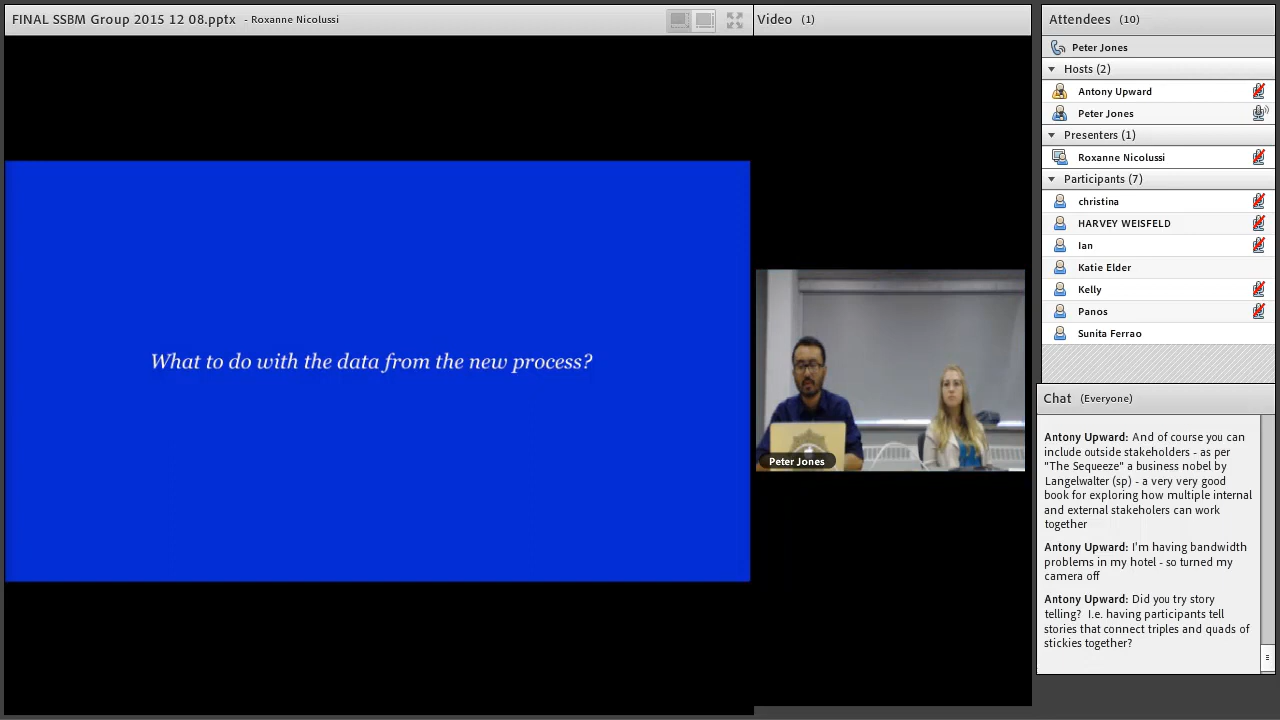 FINAL SSBM Group 2015 12 08.pptx - Roxanne Nicolussi
What to do with the data from the new process?
Video (1)
Peter Jones
Attendees (10)
Peter Jones
Hosts (2)
Antony Upward
Peter Jones
Presenters (1)
Roxanne Nicolussi
Participants (7)
christina
HARVEY WEISFELD
Ian
Katie Elder
Kelly
Panos
Sunita Ferrao
Chat (Everyone)
Antony Upward: And of course you can
include outside stakeholders - as per
"The Sequeeze" a business nobel by
Langelwalter (sp) - a very very good
book for exploring how multiple internal
and external stakeholers can work
together
Antony Upward: I'm having bandwidth
problems in my hotel - so turned my
camera off
Antony Upward: Did you try story
telling? I.e. having participants tell
stories that connect triples and quads of
stickies together?